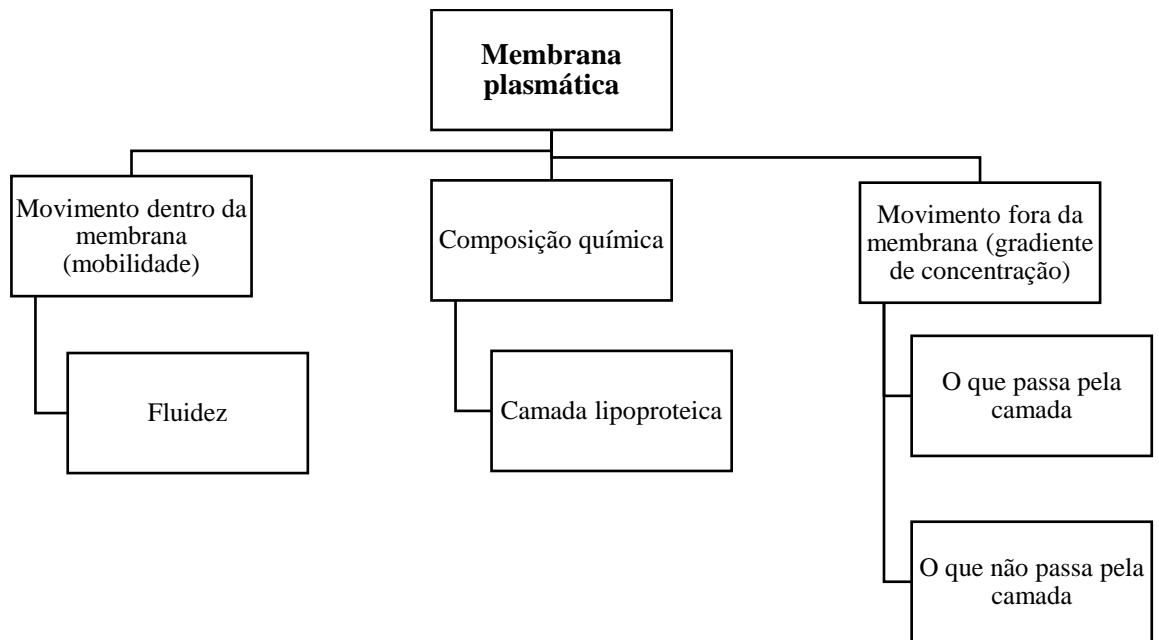 Membrana
plasmática
Movimento dentro da
membrana
(mobilidade)
Fluidez
Composição química
Camada lipoproteica
Movimento fora da
membrana (gradiente
de concentração)
O que passa pela
camada
O que não passa pela
camada